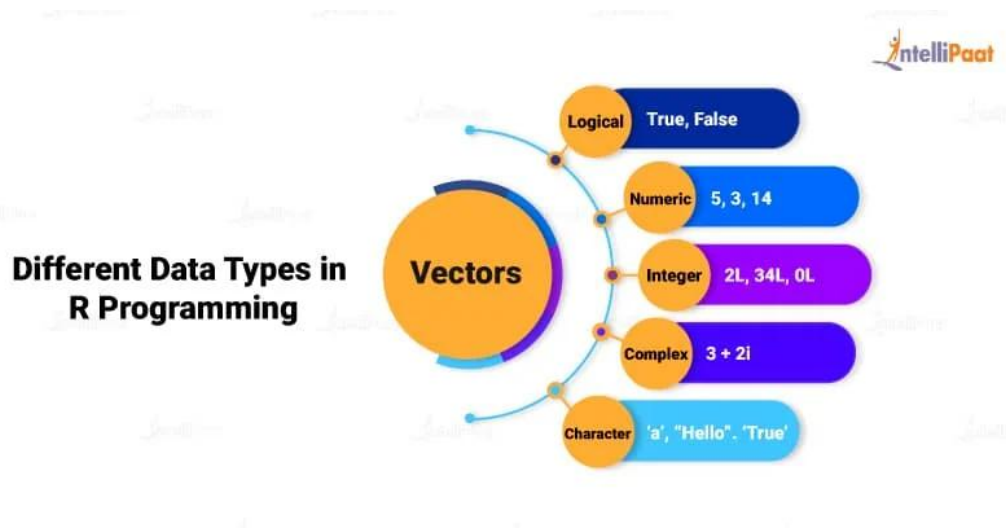 IntelliPaat
Different Data Types in
R Programming
Vectors
Logical True, False
Numeric 5, 3, 14
Integer 2L, 34L, 0L
Complex 3 + 2i
Character 'a', “Hello”. 'True'